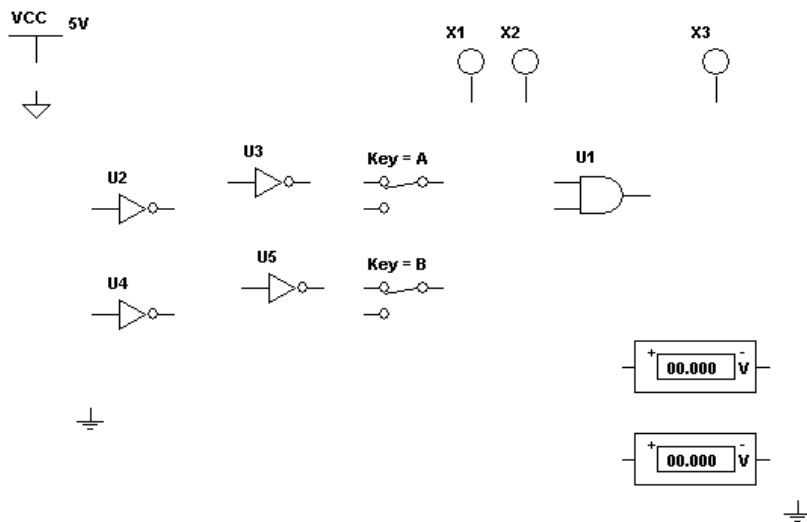 VCC 5V
X1 X2 X3
U3 Key = A U1
U2
U5 Key = B
U4
+ 00.000 - V
+ 00.000 - V